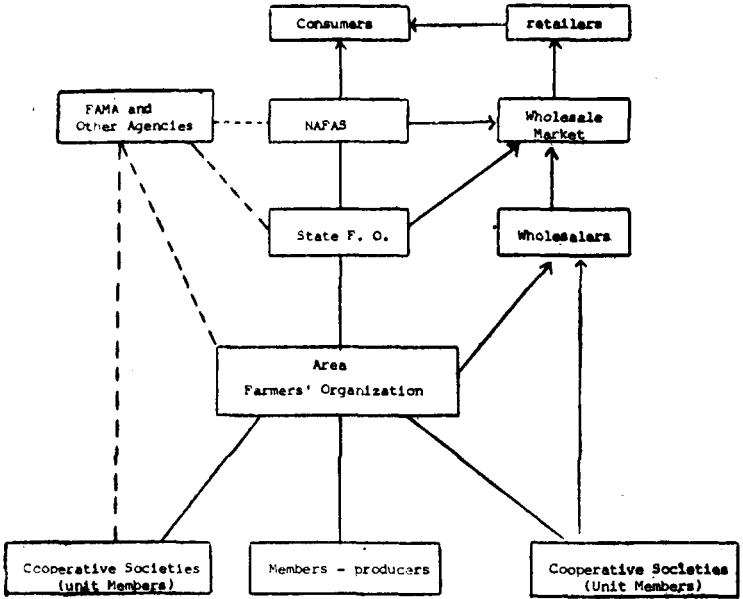 Consumers
retailers
FAMA and
Other Agencies
NAFAS
Wholesale
Market
State F. O.
Wholesalers
Area
Farmers' Organization
Cooperative Societies
(unit Members)
Members - producers
Cooperative Societies
(Unit Members)